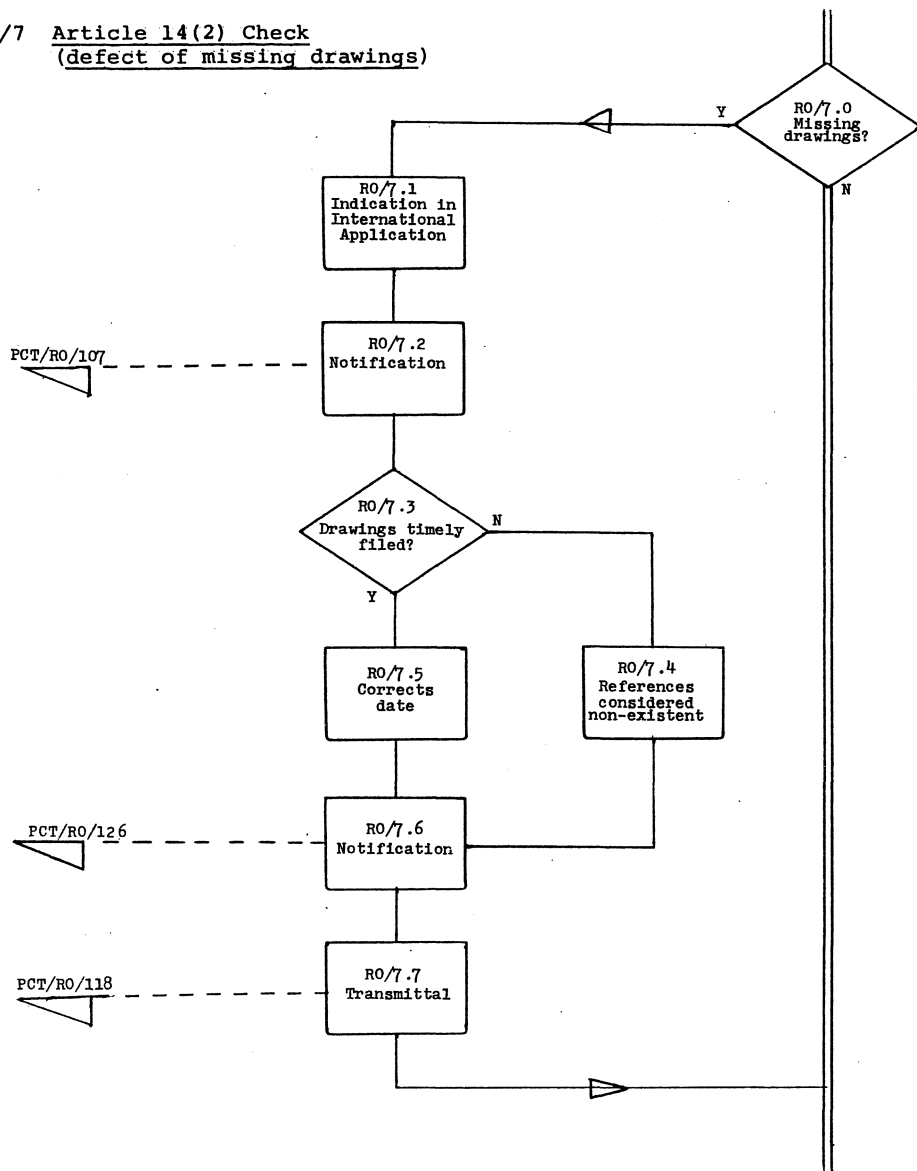 /7 Article 14(2) Check
(defect of missing drawings)
Y
RO/7.0
Missing
drawings?
N
RO/7.1
Indication in
International
Application
RO/7.2
Notification
PCT/RO/107
RO/7.3
Drawings timely
filed?
N
Y
RO/7.5
Corrects
date
RO/7.4
References
considered
non-existent
PCT/RO/126
RO/7.6
Notification
PCT/RO/118
RO/7.7
Transmittal